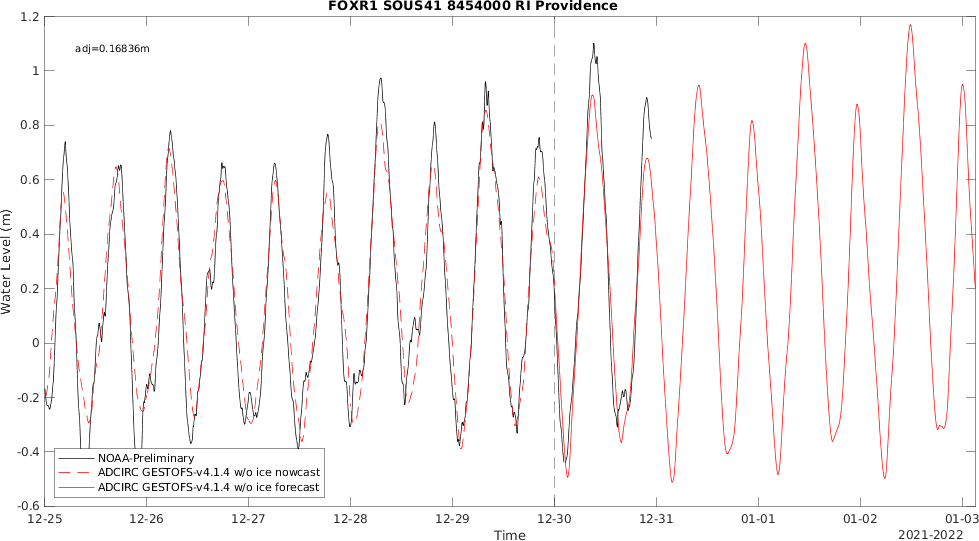 FOXR1 SOUS41 8454000 RI Providence
adj=0.16836m
1.2
1
0.8
0.6
0.4
0.2
0
-0.2
-0.4
-0.6
Water Level (m)
NOAA-Preliminary
ADCIRC GESTOFS-v4.1.4 w/o ice nowcast
ADCIRC GESTOFS-v4.1.4 w/o ice forecast
12-25 12-26 12-27 12-28 12-29 12-30 12-31 01-01 01-02 01-03
Time
2021-2022